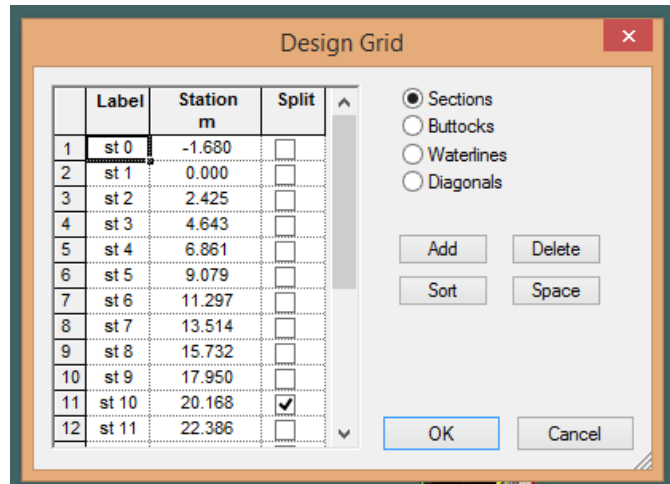 Design Grid
Label Station m Split
1 st 0 -1.680
2 st 1 0.000
3 st 2 2.425
4 st 3 4.643
5 st 4 6.861
6 st 5 9.079
7 st 6 11.297
8 st 7 13.514
9 st 8 15.732
10 st 9 17.950
11 st 10 20.168
12 st 11 22.386
Sections
Buttocks
Waterlines
Diagonals
Add Delete
Sort Space
OK Cancel